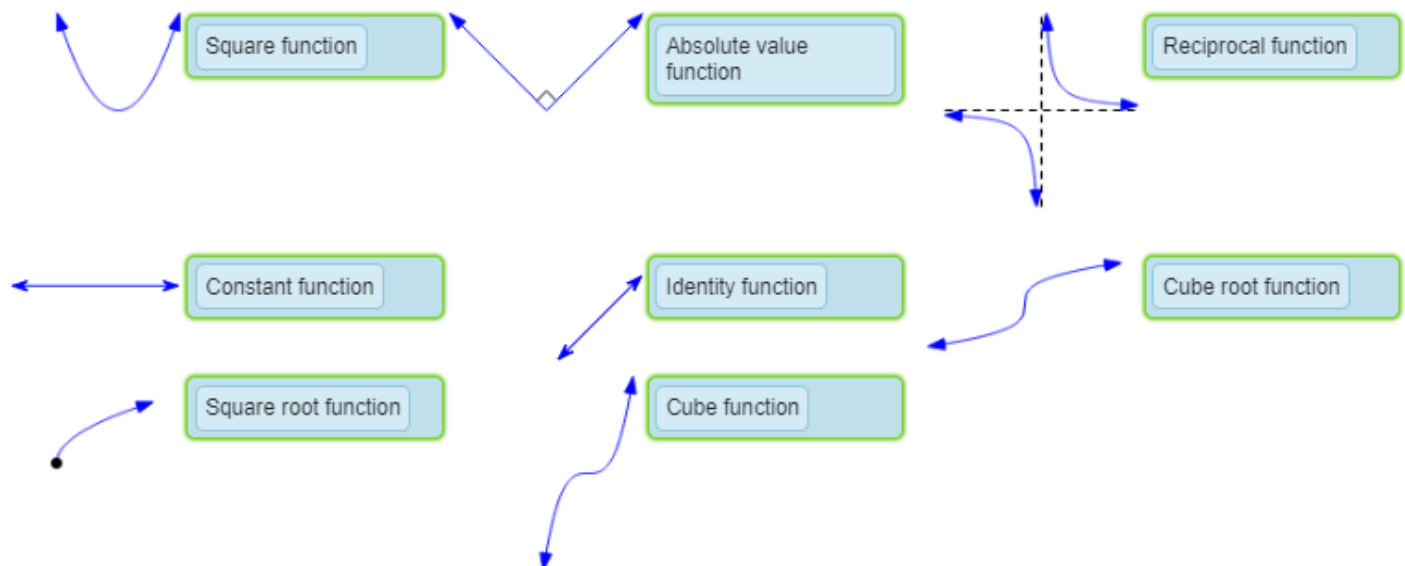 Square function
Absolute value
function
Reciprocal function
Constant function
Identity function
Cube root function
Square root function
Cube function